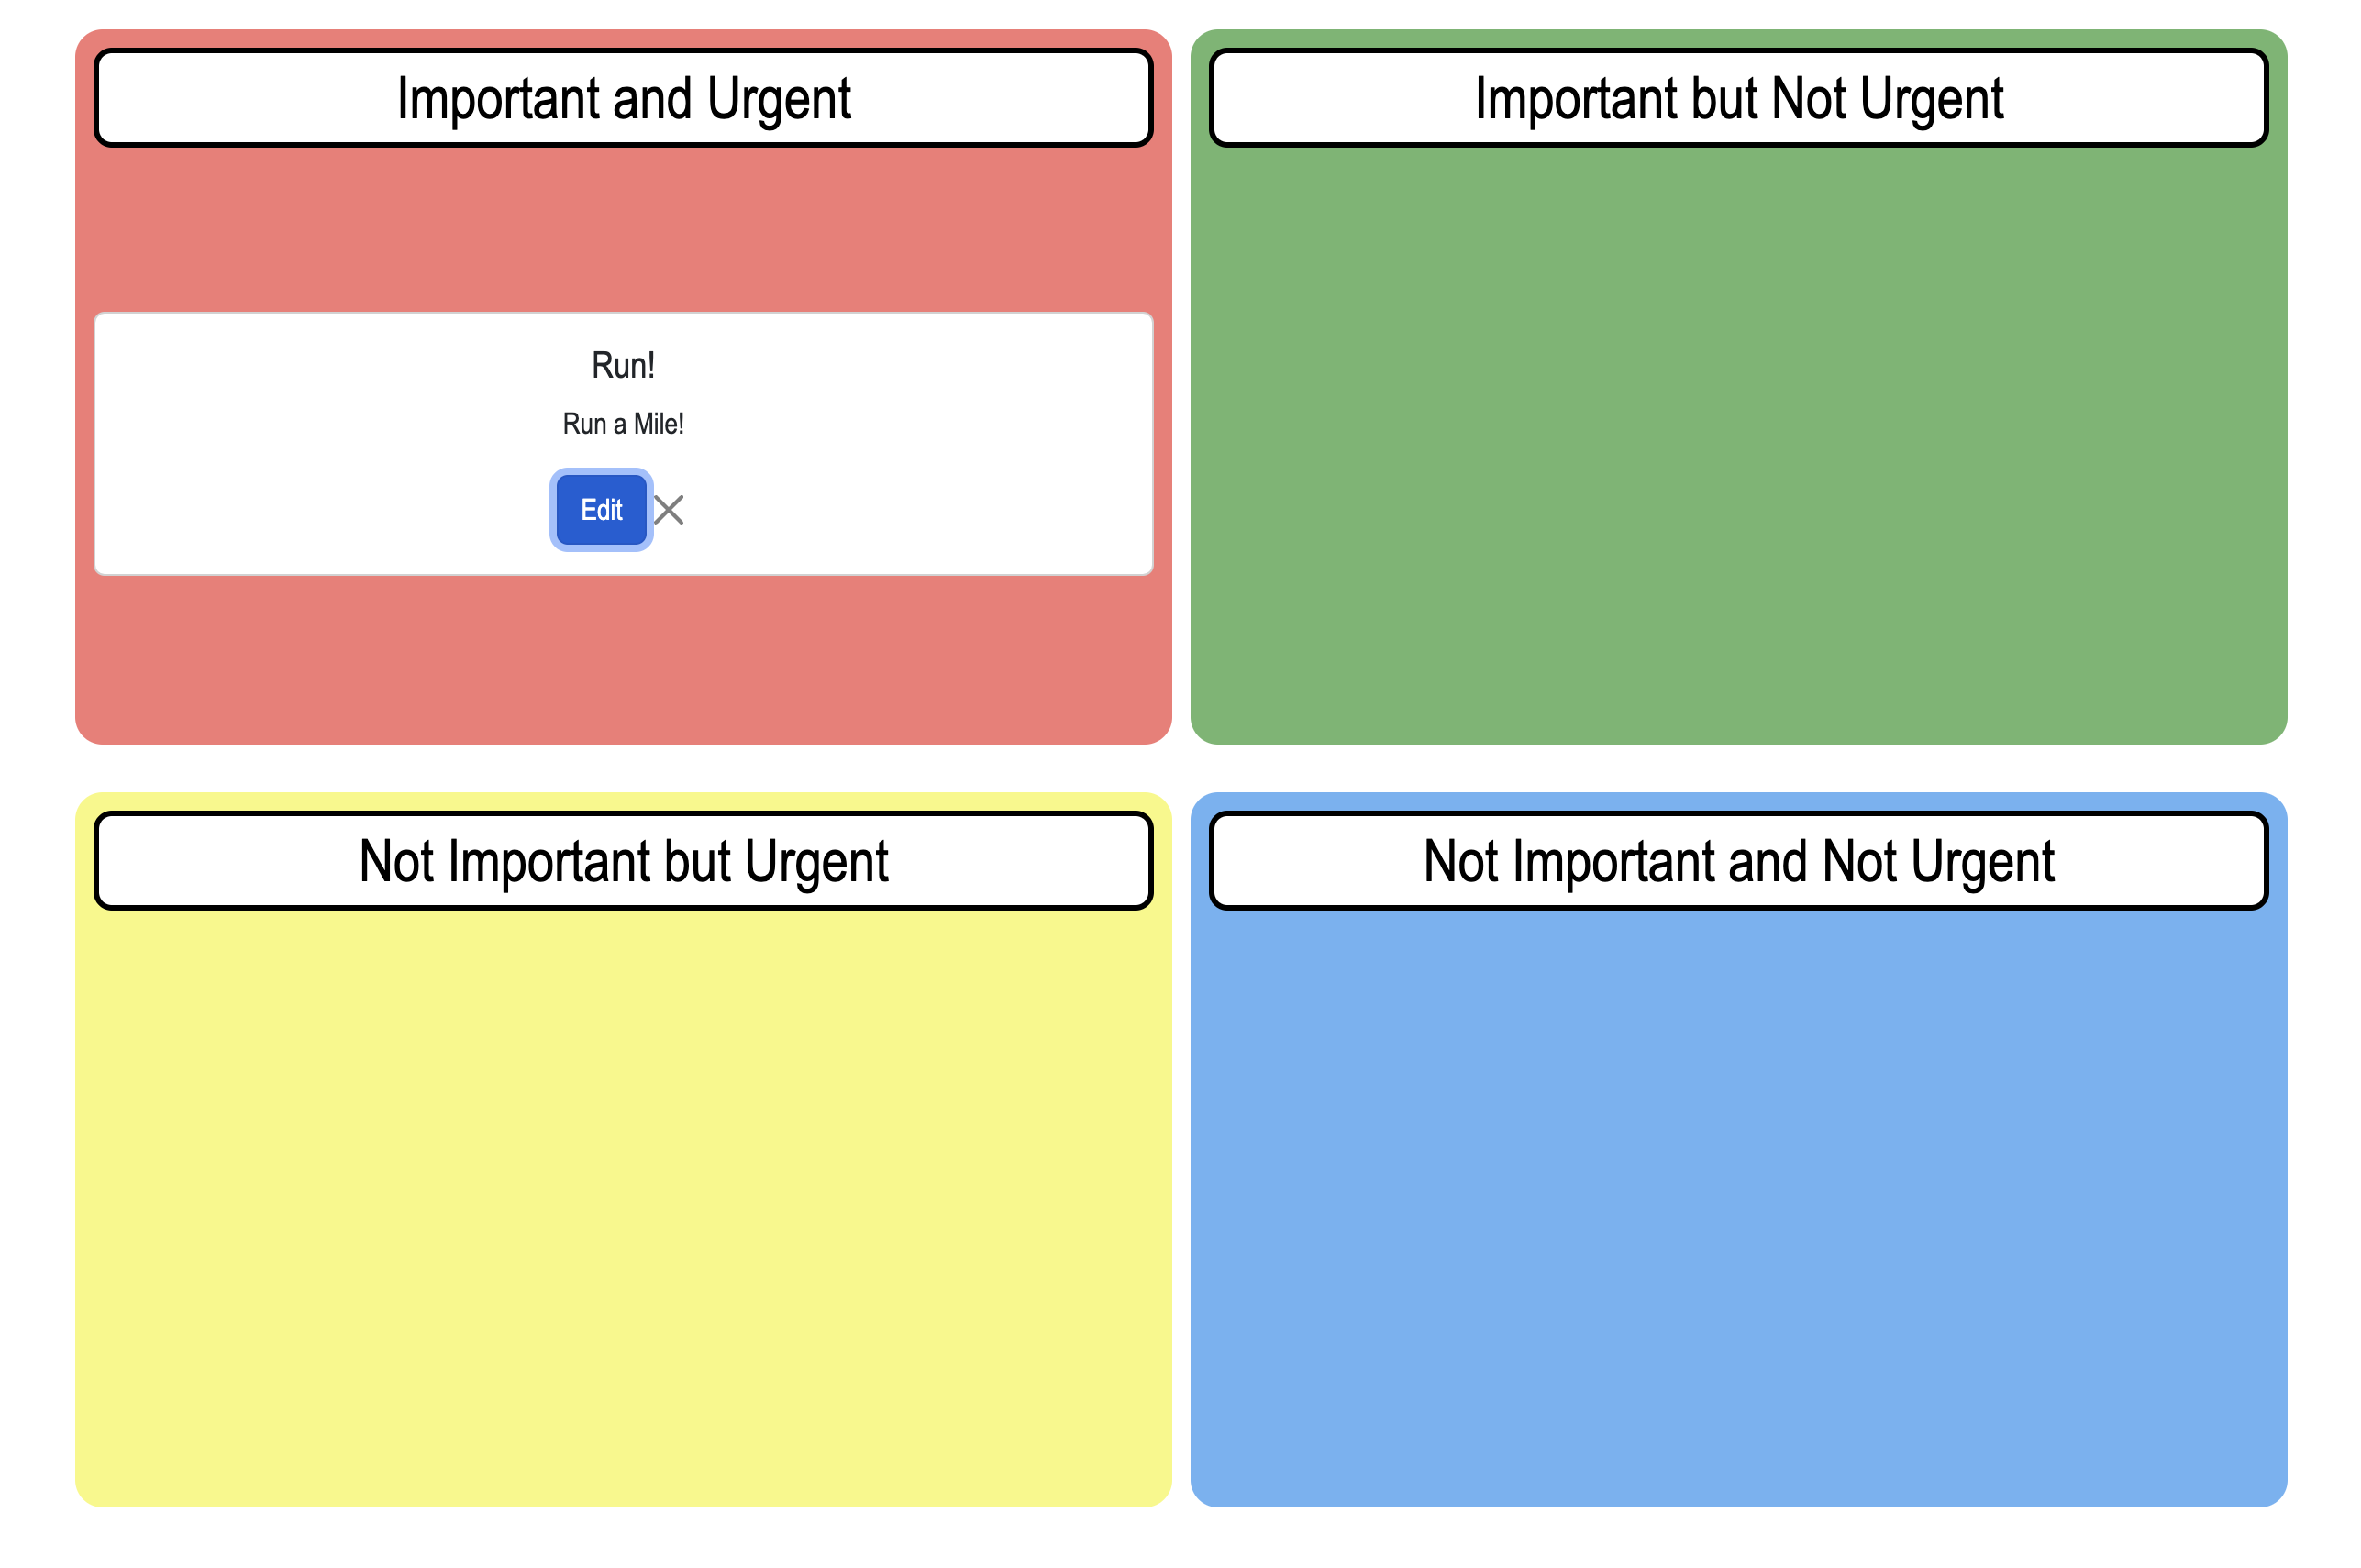 Important and Urgent
Important but Not Urgent
Run!
Run a Mile!
Edit
Not Important but Urgent
Not Important and Not Urgent